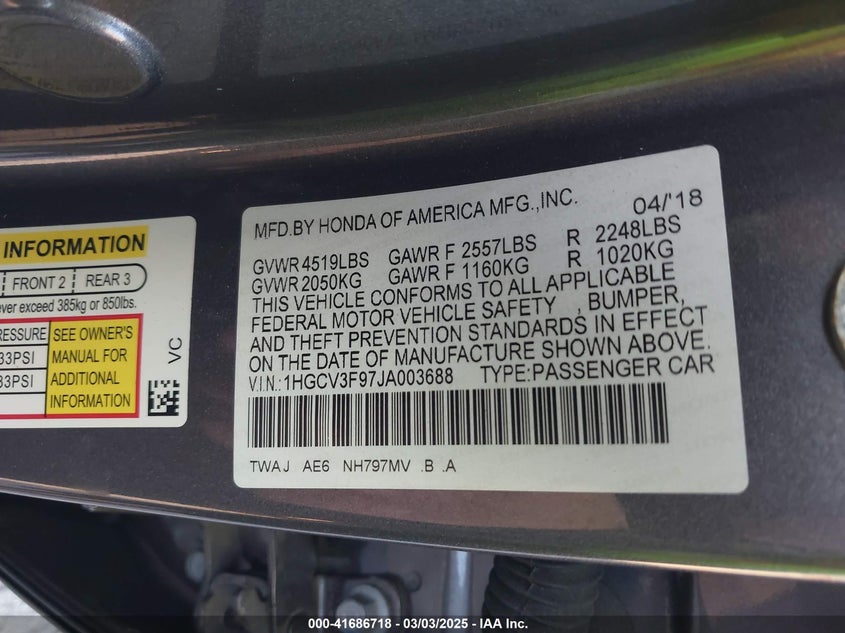 INFORMATION
FRONT 2 REAR 3
exceed 385kg or 850lbs.
SEE OWNER'S
33PSI MANUAL FOR
33PSI ADDITIONAL
INFORMATION
VC
MFD.BY HONDA OF AMERICA MFG.,INC. 04/'18
GVWR 4519LBS GAWR F 2557LBS R 2248LBS
GVWR 2050KG GAWR F 1160KG R 1020KG
THIS VEHICLE CONFORMS TO ALL APPLICABLE
FEDERAL MOTOR VEHICLE SAFETY , BUMPER,
AND THEFT PREVENTION STANDARDS IN EFFECT
ON THE DATE OF MANUFACTURE SHOWN ABOVE.
V.I.N.:1HGCV3F97JA003688 TYPE:PASSENGER CAR
TWAJ AE6 NH797MV .B .A
000-41686718 - 03/03/2025 - IAAHC Inc.